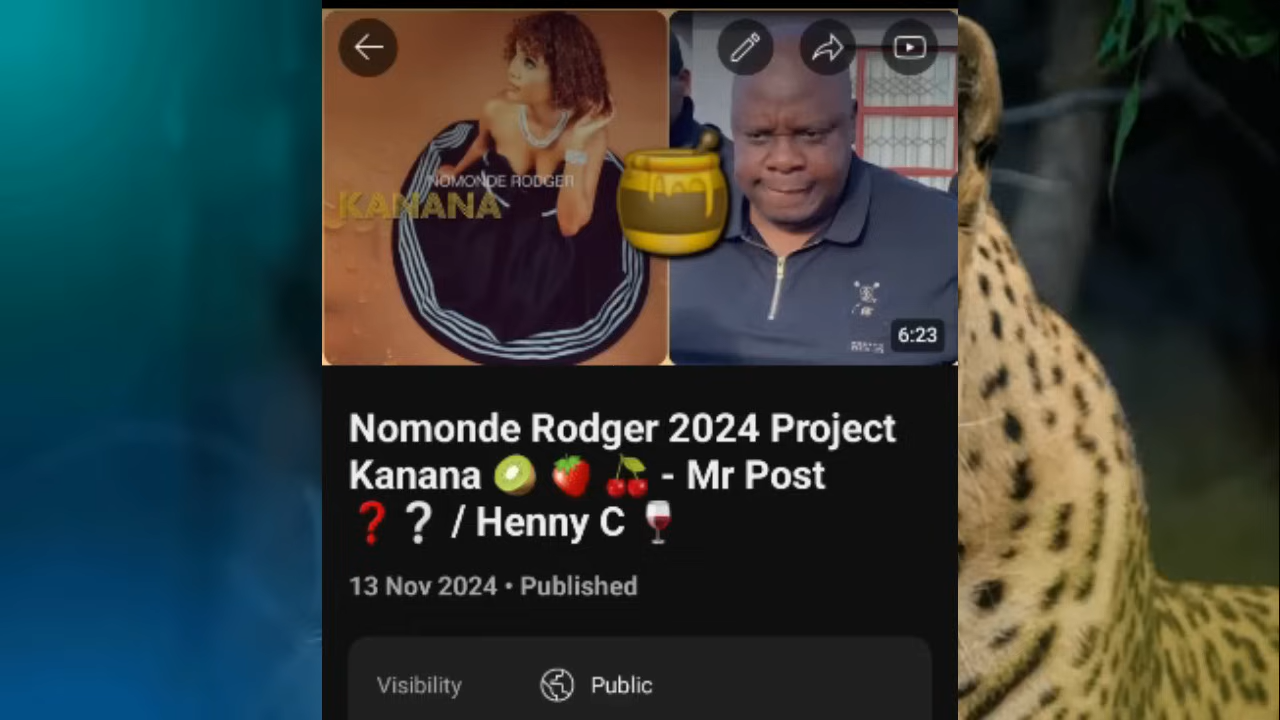 NOMONDE RODGER
KANANA
6:23
Nomonde Rodger 2024 Project
Kanana 🥝 🍓 🍒 - Mr Post
❓ ❔ / Henny C 🍷
13 Nov 2024 • Published
Visibility Public